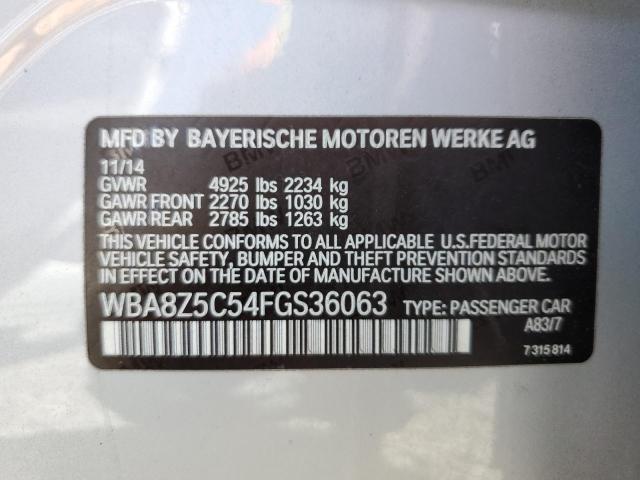 MFD BY BAYERISCHE MOTOREN WERKE AG
11/14
GVWR 4925 lbs 2234 kg
GAWR FRONT 2270 lbs 1030 kg
GAWR REAR 2785 lbs 1263 kg
THIS VEHICLE CONFORMS TO ALL APPLICABLE U.S.FEDERAL MOTOR
VEHICLE SAFETY, BUMPER AND THEFT PREVENTION STANDARDS
IN EFFECT ON THE DATE OF MANUFACTURE SHOWN ABOVE.
WBA8Z5C54FGS36063 TYPE: PASSENGER CAR
A83/7
7 315 814